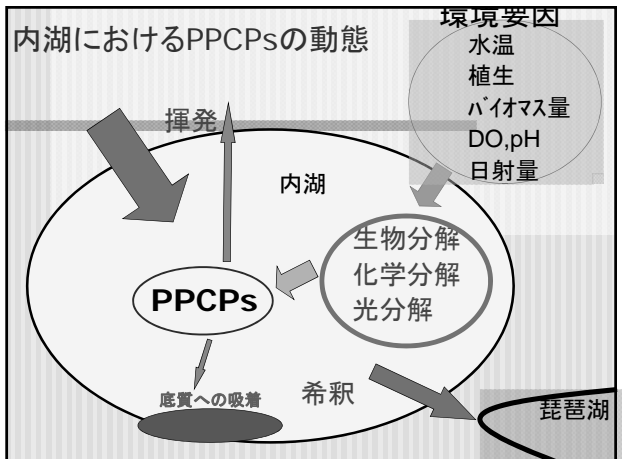 内湖におけるPPCPsの動態
環境要因
水温
植生
バイオマス量
DO,pH
日射量
揮発
内湖
生物分解
化学分解
光分解
PPCPs
底質への吸着
希釈
琵琶湖